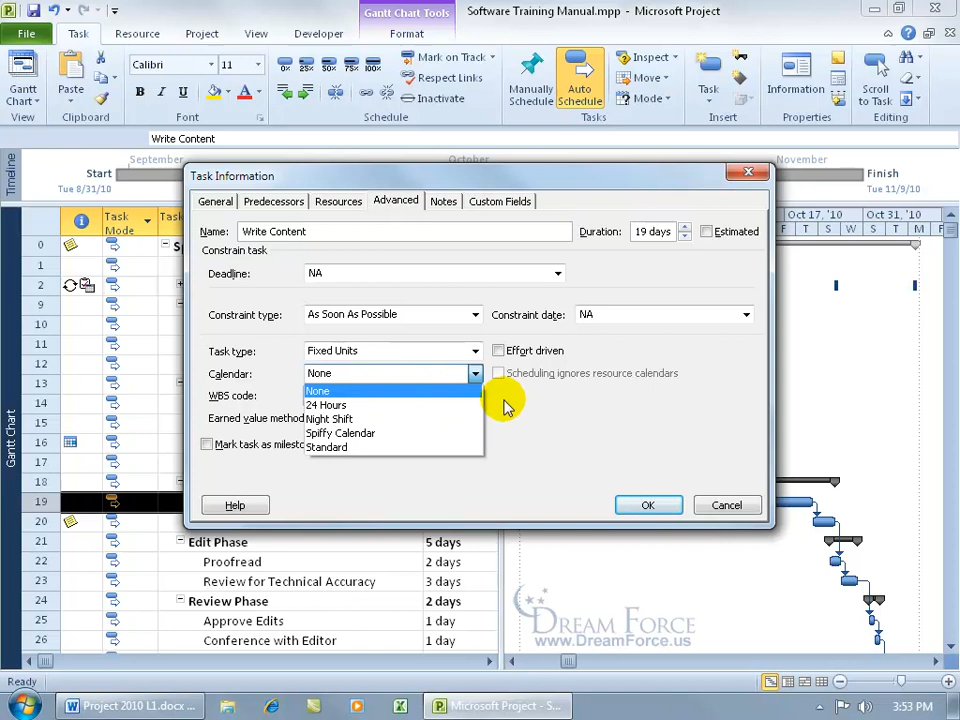 Gantt Chart Tools
Software Training Manual.mpp - Microsoft Project
File Task Resource Project View Developer Format
Gantt Chart
Paste
Calibri 11
B I U A
0% 25% 50% 75% 100%
Mark on Track
Respect Links
Inactivate
Manually Schedule
Auto Schedule
Inspect
Move
Mode
Task
Information
Scroll to Task
View Clipboard Font Schedule Tasks Insert Properties Editing
Write Content
Timeline
September October November
Start
Tue 8/31/10
Finish
Tue 11/9/10
Task Mode
Oct 17, '10 Oct 31, '10
S W S T M F
Gantt Chart
0
1
2
9
10
11
12
15
16
17
18
19
20
21 Edit Phase 5 days
22 Proofread 2 days
23 Review for Technical Accuracy 3 days
24 Review Phase 2 days
25 Approve Edits 1 day
26 Conference with Editor 1 day
Task Information
General Predecessors Resources Advanced Notes Custom Fields
Name: Write Content Duration: 19 days Estimated
Constrain task
Deadline: NA
Constraint type: As Soon As Possible Constraint date: NA
Task type: Fixed Units Effort driven
Calendar: None Scheduling ignores resource calendars
WBS code:
Earned value method
None
24 Hours
Night Shift
Spiffy Calendar
Standard
Help OK Cancel
DREAM FORCE
www.DreamForce.us
Ready
Project 2010 L1.docx ...
Microsoft Project - S...
3:53 PM